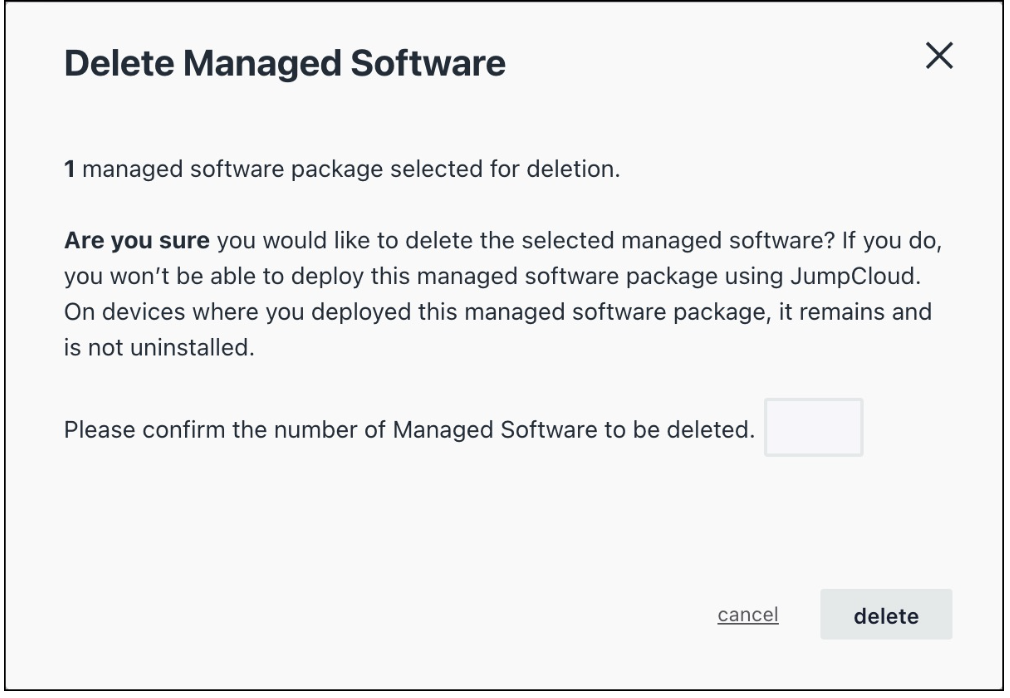 Delete Managed Software
1 managed software package selected for deletion.
Are you sure you would like to delete the selected managed software? If you do,
you won't be able to deploy this managed software package using JumpCloud.
On devices where you deployed this managed software package, it remains and
is not uninstalled.
Please confirm the number of Managed Software to be deleted.
cancel
delete